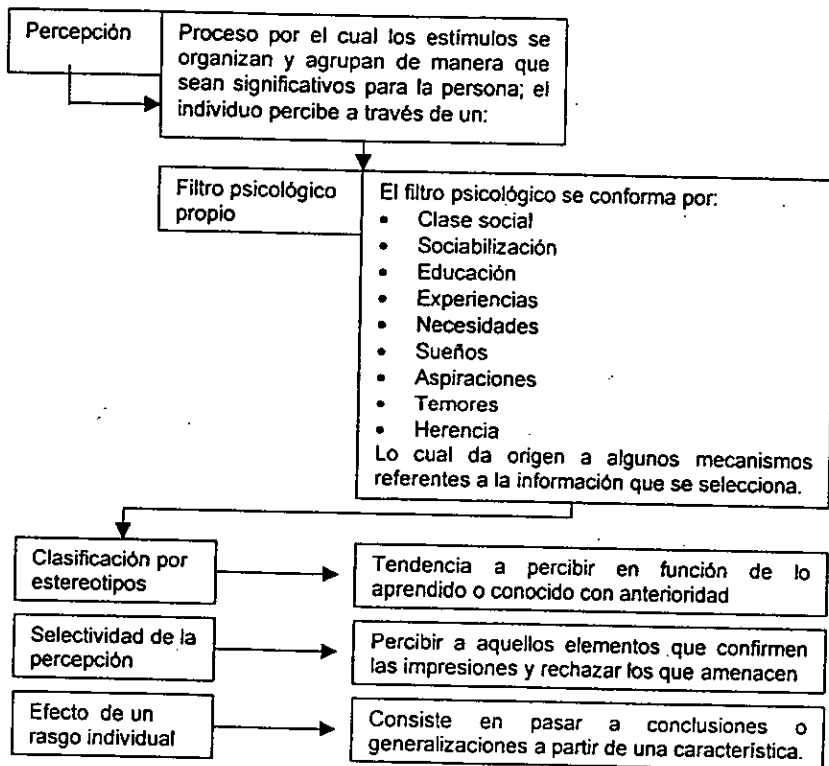 Percepción
Proceso por el cual los estímulos se
organizan y agrupan de manera que
sean significativos para la persona; el
individuo percibe a través de un:
Filtro psicológico
propio
El filtro psicológico se conforma por:
• Clase social
• Sociabilización
• Educación
• Experiencias
• Necesidades
• Sueños
• Aspiraciones
• Temores
• Herencia
Lo cual da origen a algunos mecanismos
referentes a la información que se selecciona.
Clasificación por
estereotipos
Tendencia a percibir en función de lo
aprendido o conocido con anterioridad
Selectividad de la
percepción
Percibir a aquellos elementos que confirmen
las impresiones y rechazar los que amenacen
Efecto de un
rasgo individual
Consiste en pasar a conclusiones o
generalizaciones a partir de una característica.